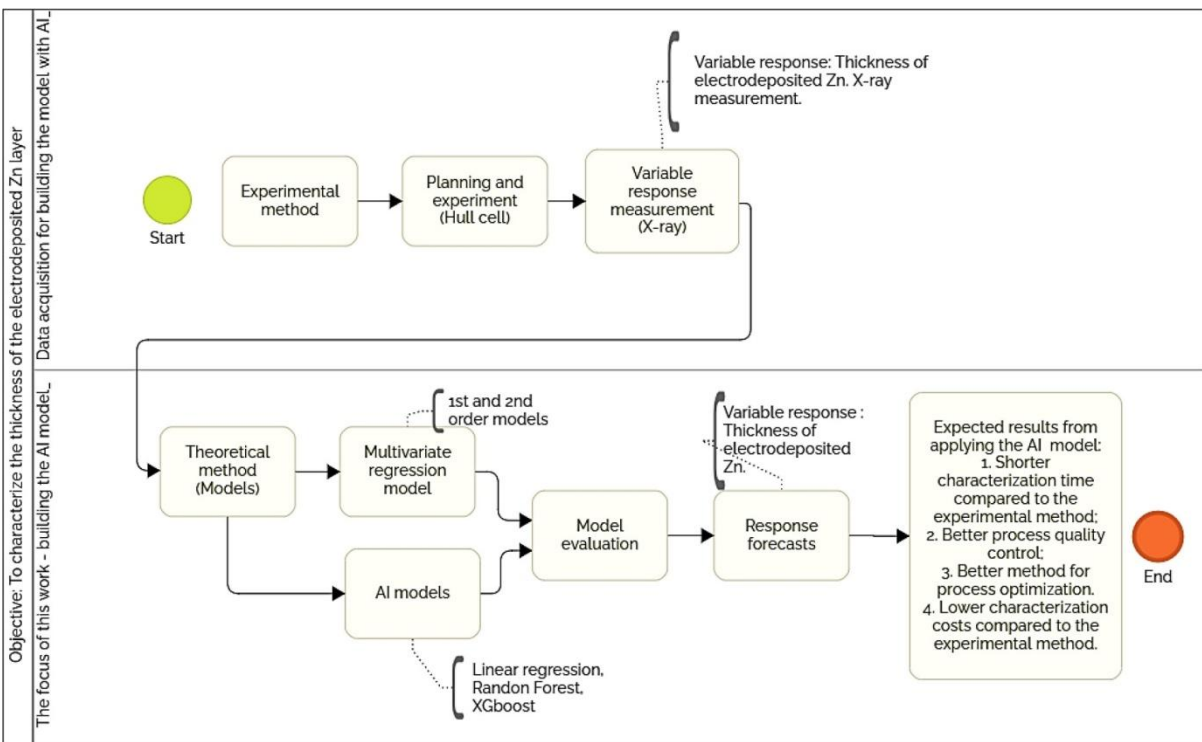 Objective: To characterize the thickness of the electrodeposited Zn layer
Data acquisition for building the model with AI_
Variable response: Thickness of
electrodeposited Zn. X-ray
measurement.
Start
Experimental
method
Planning and
experiment
(Hull cell)
Variable
response
measurement
(X-ray)
The focus of this work - building the AI model_
Theoretical
method
(Models)
1st and 2nd
order models
Multivariate
regression
model
AI models
Linear regression,
Randon Forest,
XGboost
Model
evaluation
Variable response :
Thickness of
electrodeposited
Zn.
Response
forecasts
Expected results from
applying the AI model:
1. Shorter
characterization time
compared to the
experimental method;
2. Better process quality
control;
3. Better method for
process optimization.
4. Lower characterization
costs compared to the
experimental method.
End